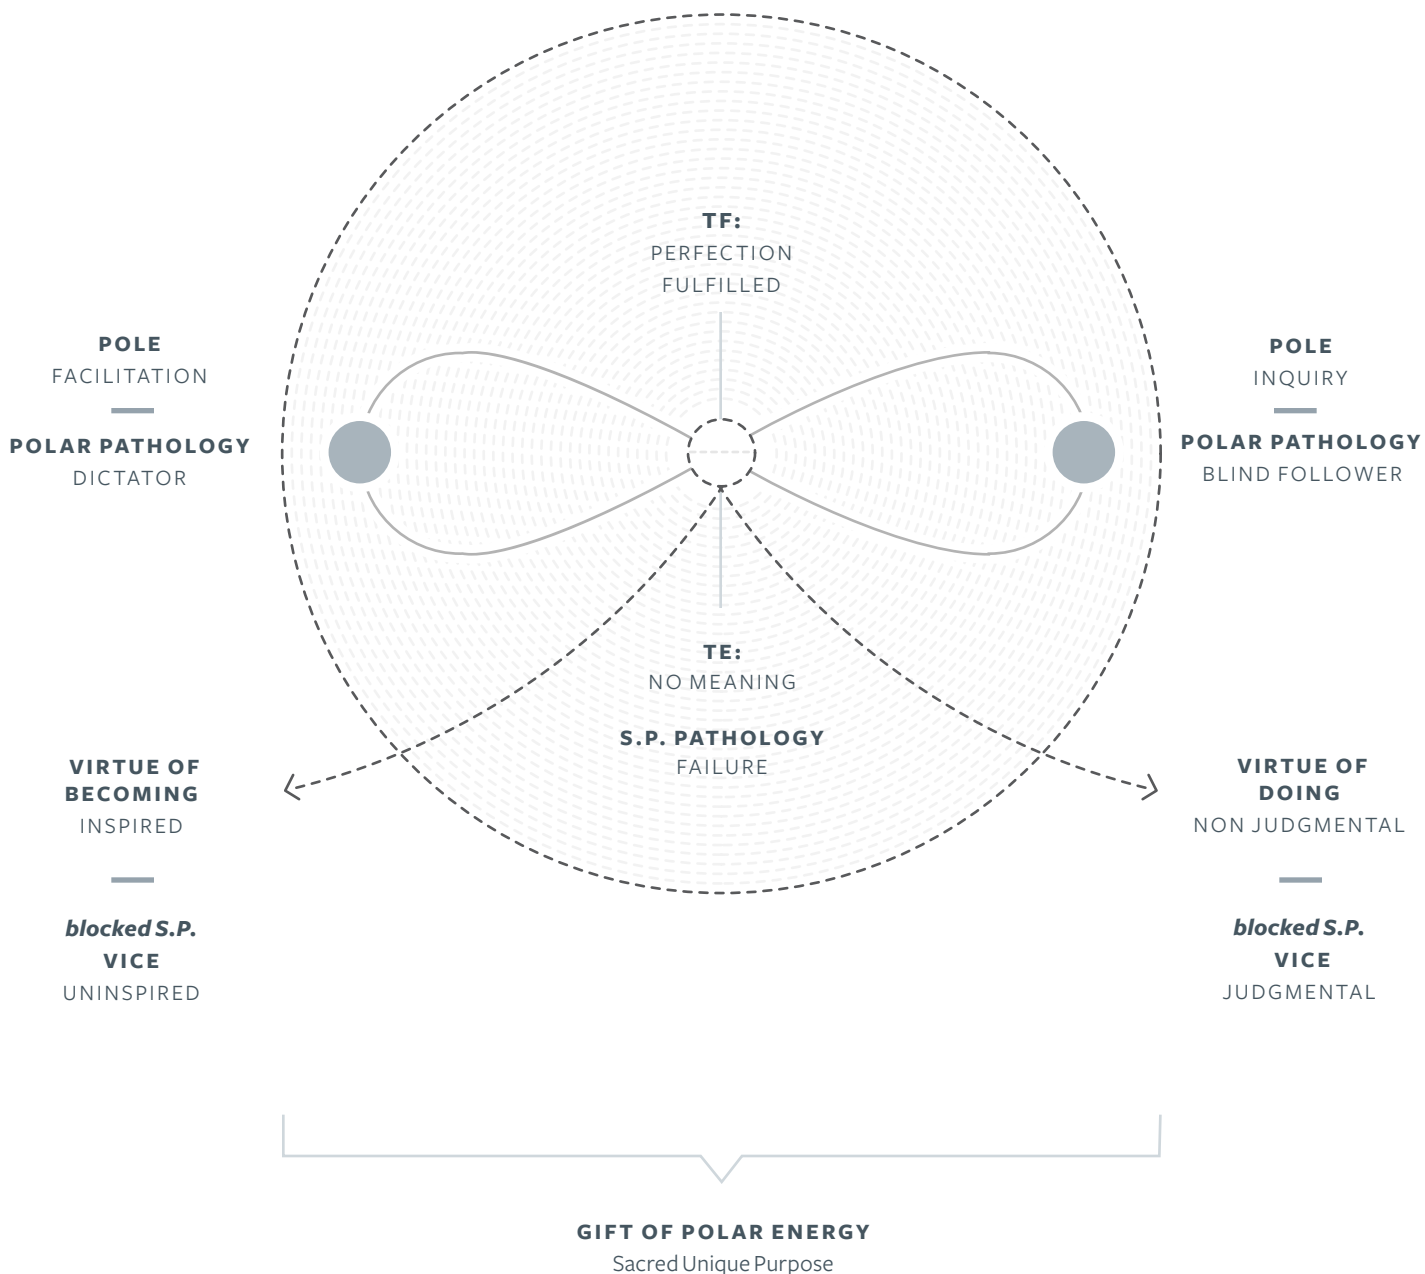 TF:
PERFECTION
FULFILLED
POLE
FACILITATION
POLAR PATHOLOGY
DICTATOR
POLE
INQUIRY
POLAR PATHOLOGY
BLIND FOLLOWER
TE:
NO MEANING
S.P. PATHOLOGY
FAILURE
VIRTUE OF
BECOMING
INSPIRED
blocked S.P.
VICE
UNINSPIRED
VIRTUE OF
DOING
NON JUDGMENTAL
blocked S.P.
VICE
JUDGMENTAL
GIFT OF POLAR ENERGY
Sacred Unique Purpose